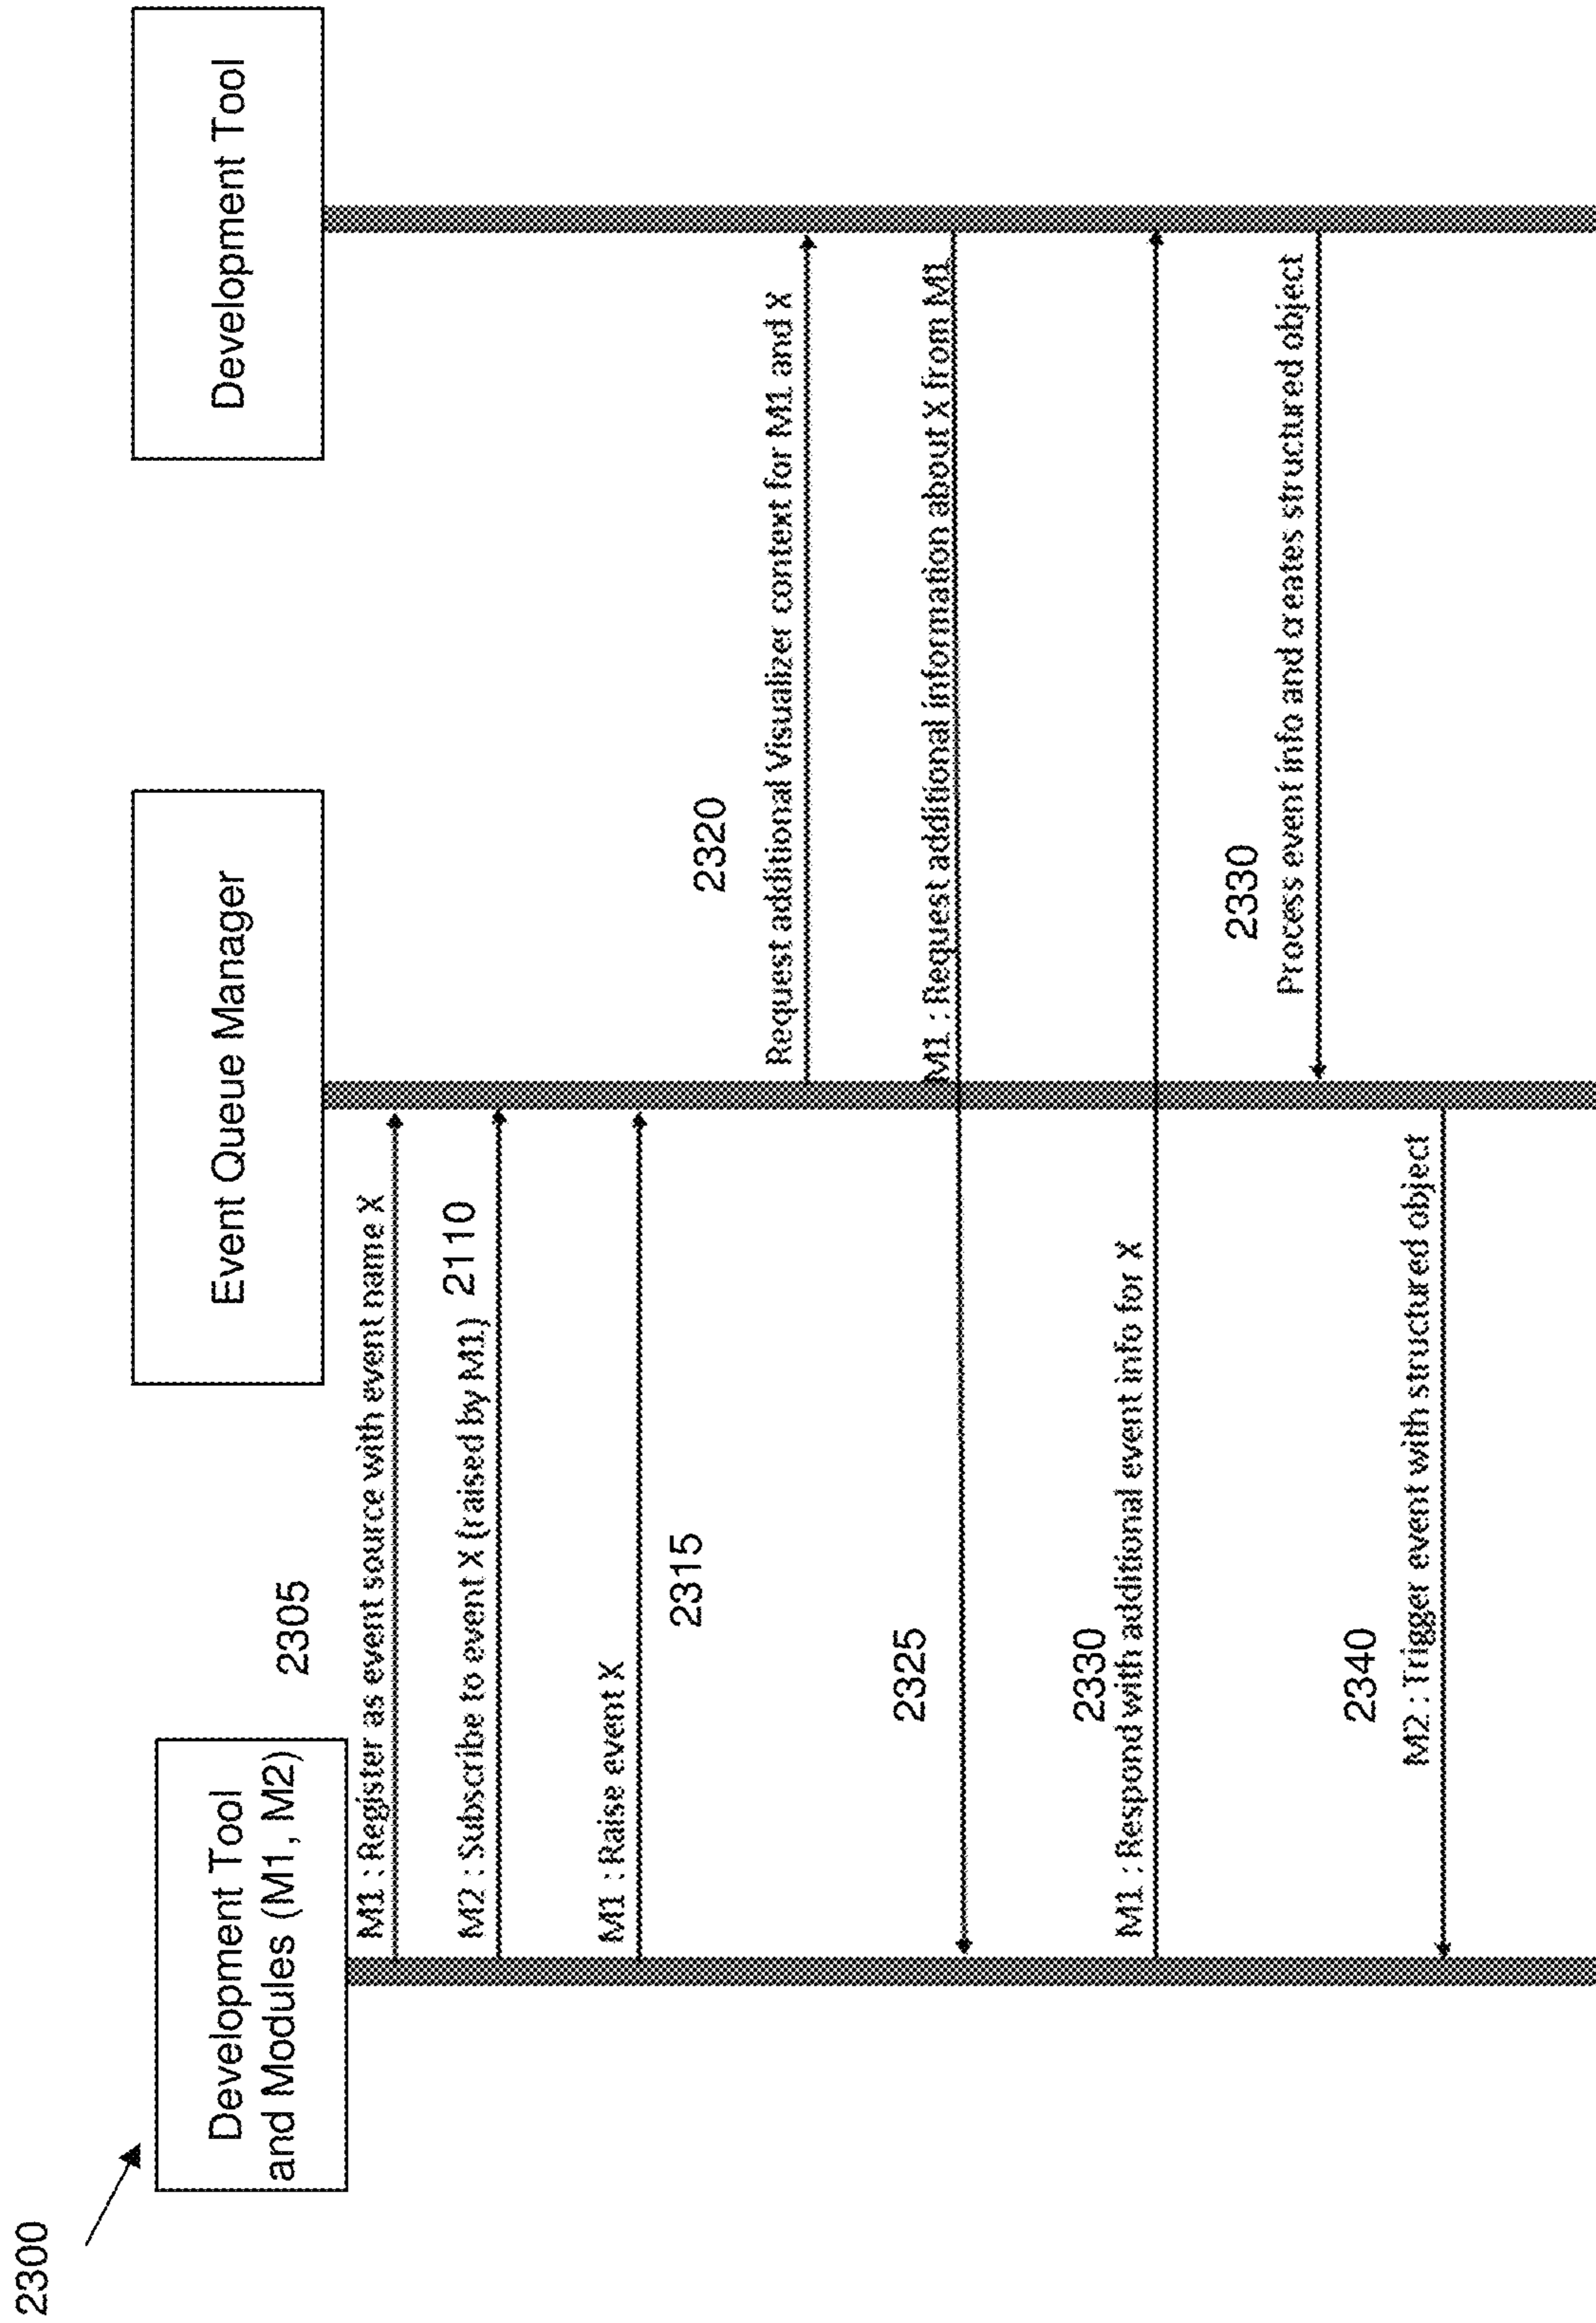 2300
Development Tool
and Modules (M1, M2)
Event Queue Manager
Development Tool
2305
M1 : Register as event source with event name X
M2 : Subscribe to event X (raised by M1)
2110
M1 : Raise event X
2315
2320
Request additional Visualizer context for M1 and X
2325
M1 : Request additional information about X from M1
2330
M1 : Respond with additional event info for X
2330
Process event info and creates structured object
2340
M2 : Trigger event with structured object